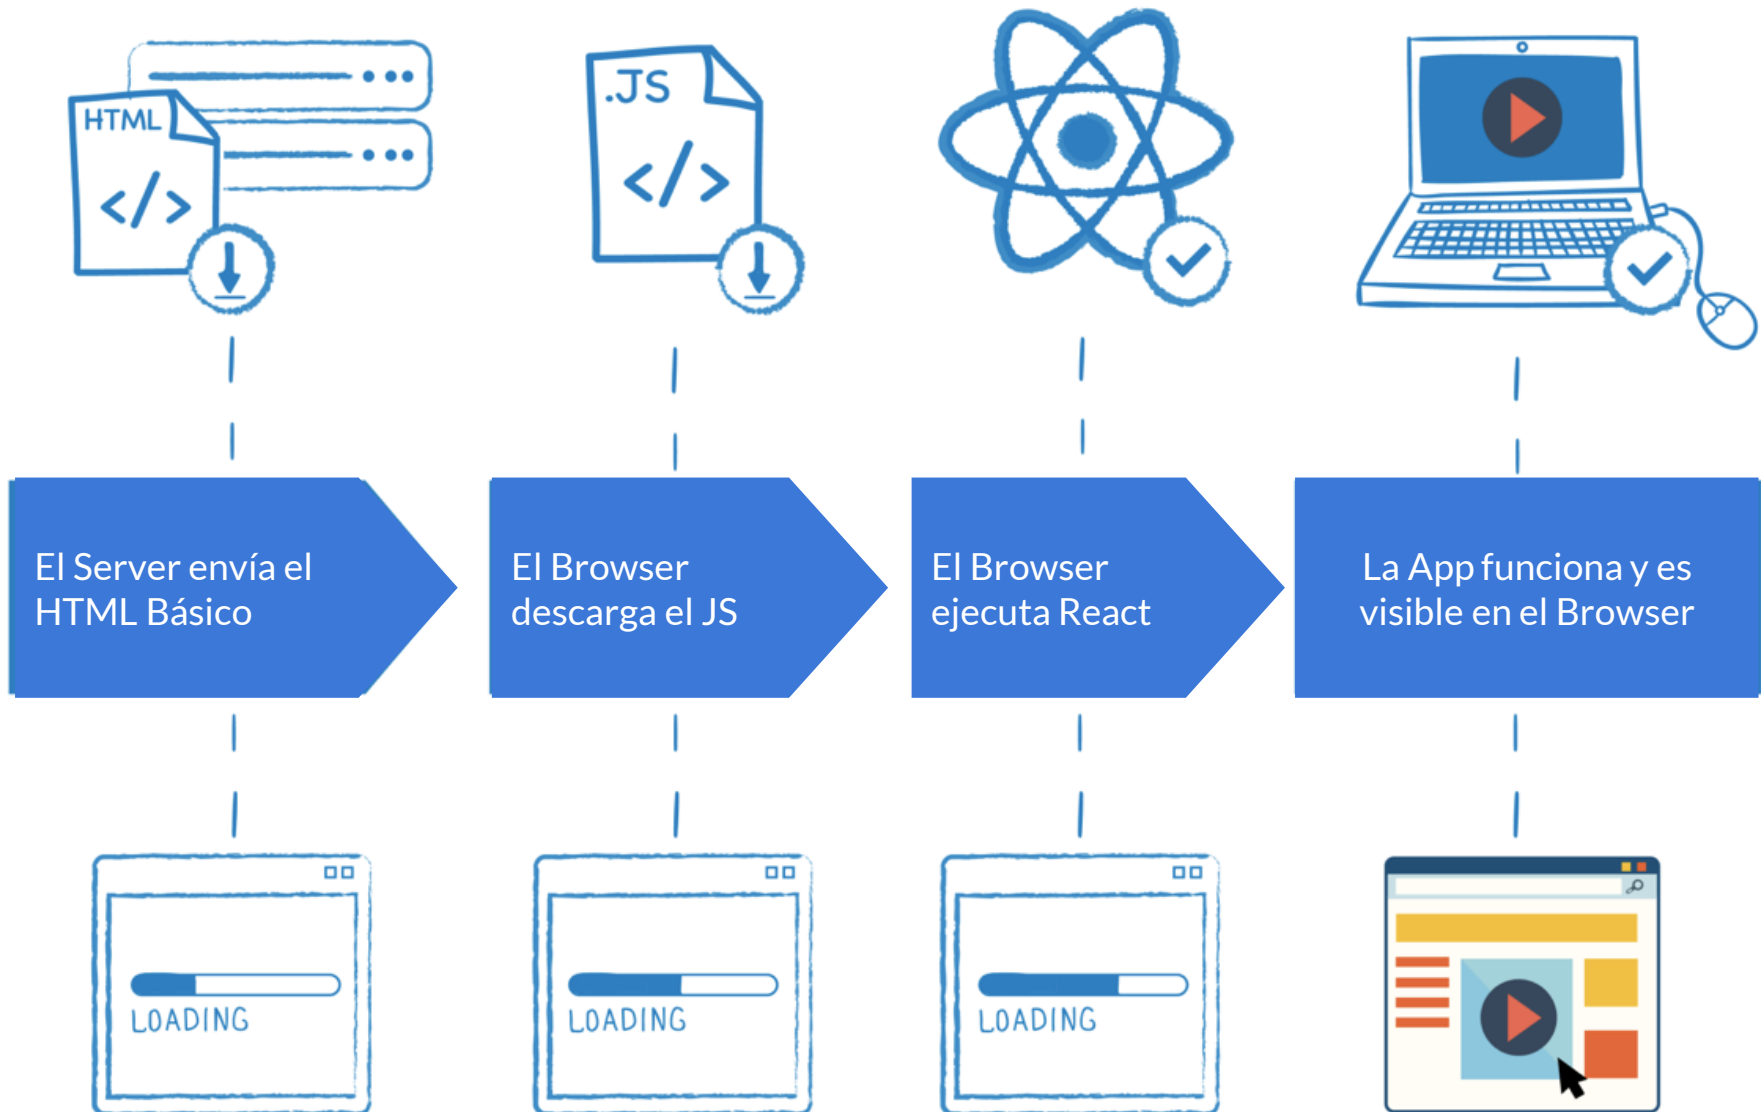 HTML
</>
.JS
</>
El Server envía el
HTML Básico
El Browser
descarga el JS
El Browser
ejecuta React
La App funciona y es
visible en el Browser
LOADING
LOADING
LOADING